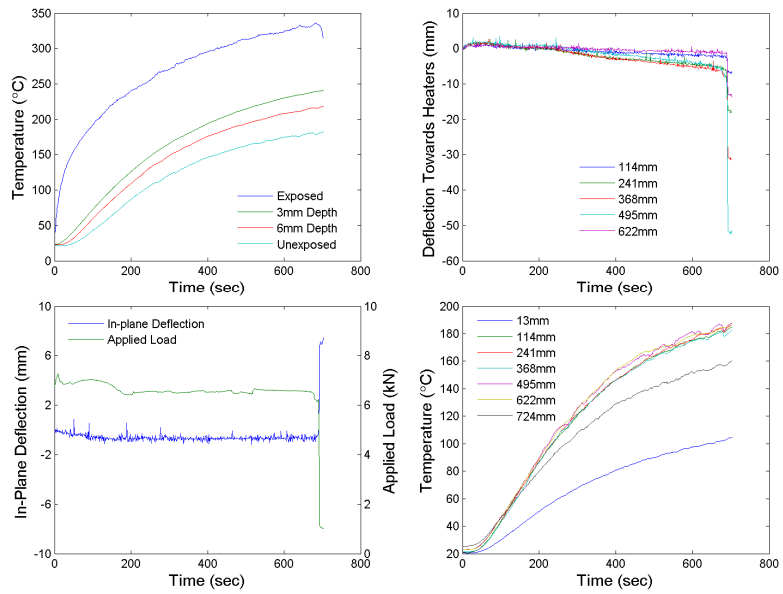 350
300
250
200
150
100
50
0
0 200 400 600 800
Temperature (°C)
Time (sec)
Exposed
3mm Depth
6mm Depth
Unexposed
10
0
-10
-20
-30
-40
-50
-60
0 200 400 600 800
Deflection Towards Heaters (mm)
Time (sec)
114mm
241mm
368mm
495mm
622mm
10
6
2
-2
-6
-10
0 200 400 600 800
In-Plane Deflection (mm)
Time (sec)
In-plane Deflection
Applied Load
10
8
6
4
2
0
Applied Load (kN)
200
180
160
140
120
100
80
60
40
20
0 200 400 600 800
Temperature (°C)
Time (sec)
13mm
114mm
241mm
368mm
495mm
622mm
724mm